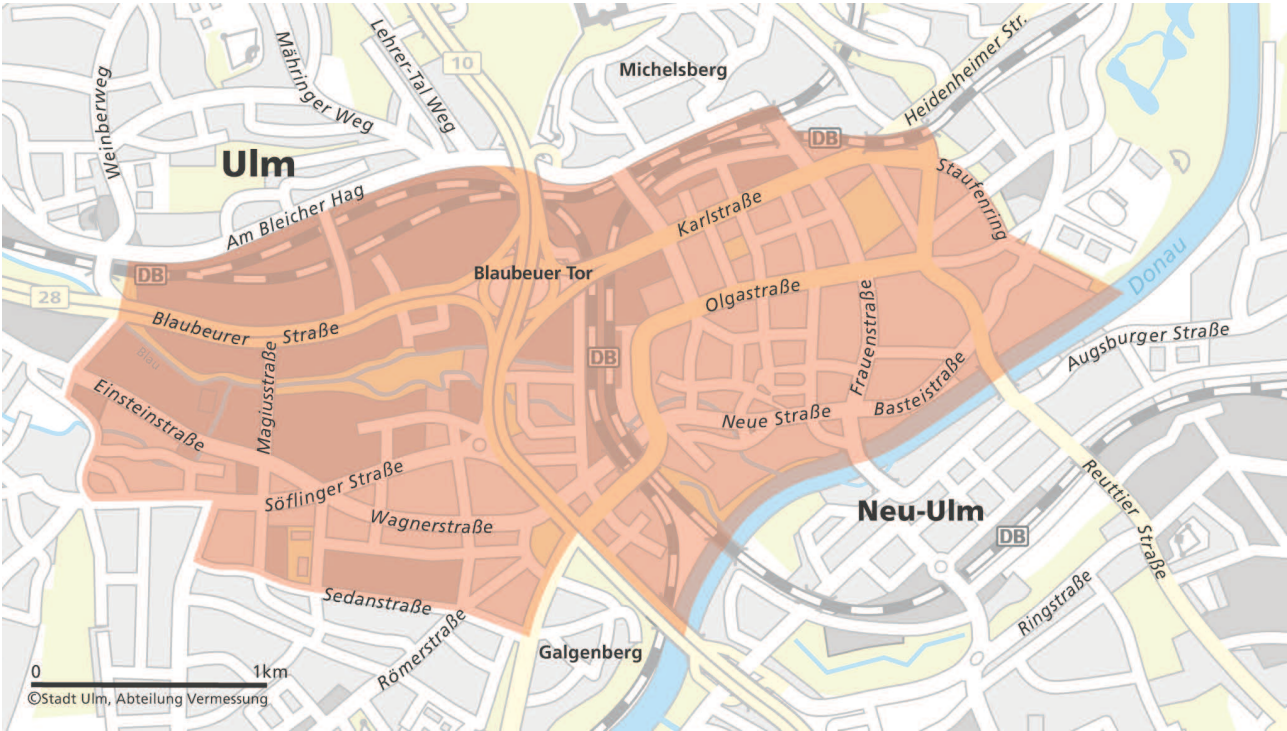 Mähringer Weg
Lehrer-Tal Weg
10
Michelsberg
Heidenheimer Str.
Weinberweg
Ulm
DB
Staufenring
Am Bleicher Hag
Karlstraße
DB
Blaubeuer Tor
Donau
28
Olgastraße
Blaubeurer Straße
Frauenstraße
Augsburger Straße
Blau
DB
Magiusstraße
Einsteinstraße
Basteistraße
Neue Straße
Söflinger Straße
Reuttier Straße
Wagnerstraße
Neu-Ulm
DB
Sedanstraße
Ringstraße
Römerstraße
Galgenberg
0 1km
©Stadt Ulm, Abteilung Vermessung